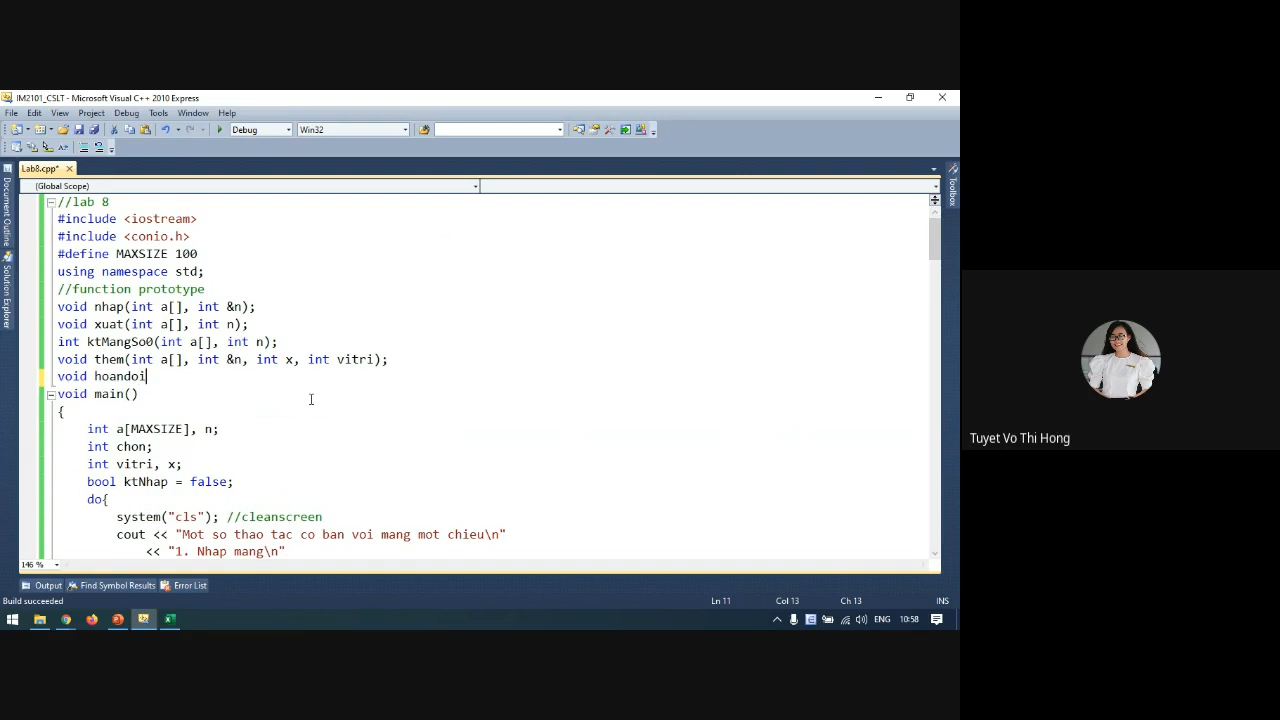 IM2101_CSLT - Microsoft Visual C++ 2010 Express
File Edit View Project Debug Tools Window Help
Debug Win32
Lab8.cpp*
(Global Scope)
Document Outline
Solution Explorer
Toolbox
//lab 8
#include <iostream>
#include <conio.h>
#define MAXSIZE 100
using namespace std;
//function prototype
void nhap(int a[], int &n);
void xuat(int a[], int n);
int ktMangSo0(int a[], int n);
void them(int a[], int &n, int x, int vitri);
void hoandoi
void main()
{
int a[MAXSIZE], n;
int chon;
int vitri, x;
bool ktNhap = false;
do{
system("cls"); //cleanscreen
cout << "Mot so thao tac co ban voi mang mot chieu\n"
<< "1. Nhap mang\n"
146 %
Output Find Symbol Results Error List
Build succeeded Ln 11 Col 13 Ch 13 INS
ENG 10:58
Tuyet Vo Thi Hong